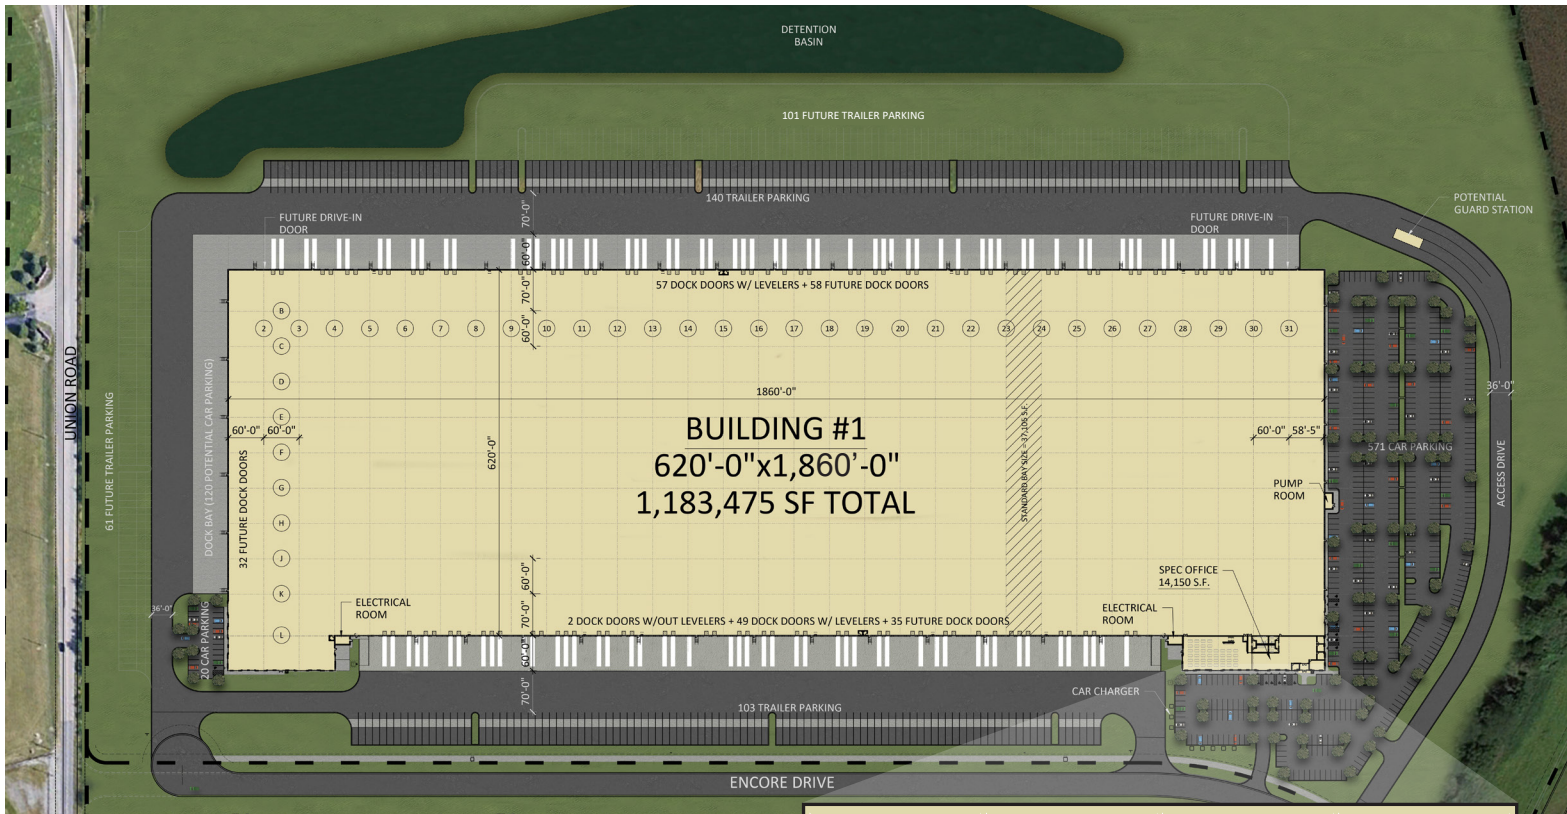 DETENTION
BASIN
101 FUTURE TRAILER PARKING
140 TRAILER PARKING
POTENTIAL
GUARD STATION
FUTURE DRIVE-IN
DOOR
70'-0"
FUTURE DRIVE-IN
DOOR
60'-0"
57 DOCK DOORS W/ LEVELERS + 58 FUTURE DOCK DOORS
70'-0"
B
2 3 4 5 6 7 8 9 10 11 12 13 14 15 16 17 18 19 20 21 22 23 24 25 26 27 28 29 30 31
60'-0"
C
D
UNION ROAD
61 FUTURE TRAILER PARKING
DOCK BAY (120 POTENTIAL CAR PARKING)
1860'-0"
36'-0"
E
60'-0" 60'-0"
620'-0"
BUILDING #1
620'-0"x1,860'-0"
1,183,475 SF TOTAL
STANDARD BAY SIZE = 37,105 S.F.
60'-0" 58'-5"
571 CAR PARKING
ACCESS DRIVE
F
32 FUTURE DOCK DOORS
G
PUMP
ROOM
H
J
60'-0"
SPEC OFFICE
14,150 S.F.
K
36'-0"
20 CAR PARKING
ELECTRICAL
ROOM
70'-0"
2 DOCK DOORS W/OUT LEVELERS + 49 DOCK DOORS W/ LEVELERS + 35 FUTURE DOCK DOORS
ELECTRICAL
ROOM
L
60'-0"
70'-0"
CAR CHARGER
103 TRAILER PARKING
ENCORE DRIVE